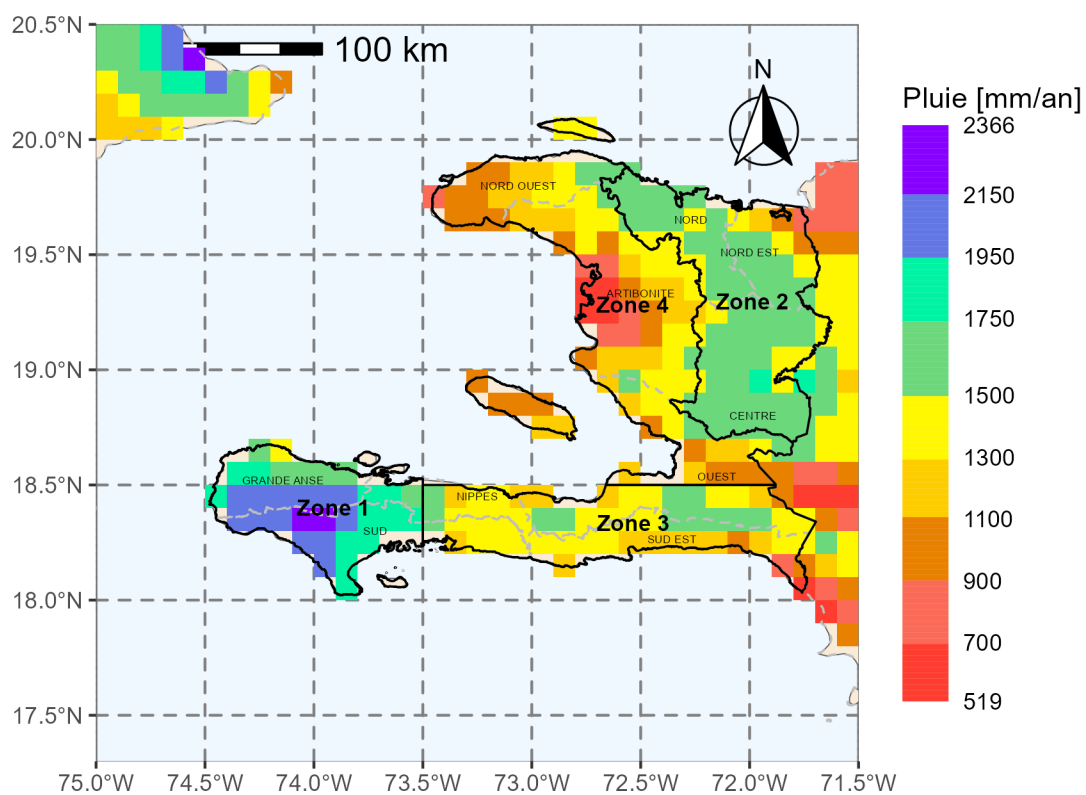 20.5°N
20.0°N
19.5°N
19.0°N
18.5°N
18.0°N
17.5°N
75.0°W
74.5°W
74.0°W
73.5°W
73.0°W
72.5°W
72.0°W
71.5°W
100 km
N
NORD OUEST
NORD
NORD EST
ARTIBONITE
Zone 4
Zone 2
CENTRE
OUEST
GRANDE ANSE
Zone 1
SUD
NIPPES
Zone 3
SUD EST
Pluie [mm/an]
2366
2150
1950
1750
1500
1300
1100
900
700
519